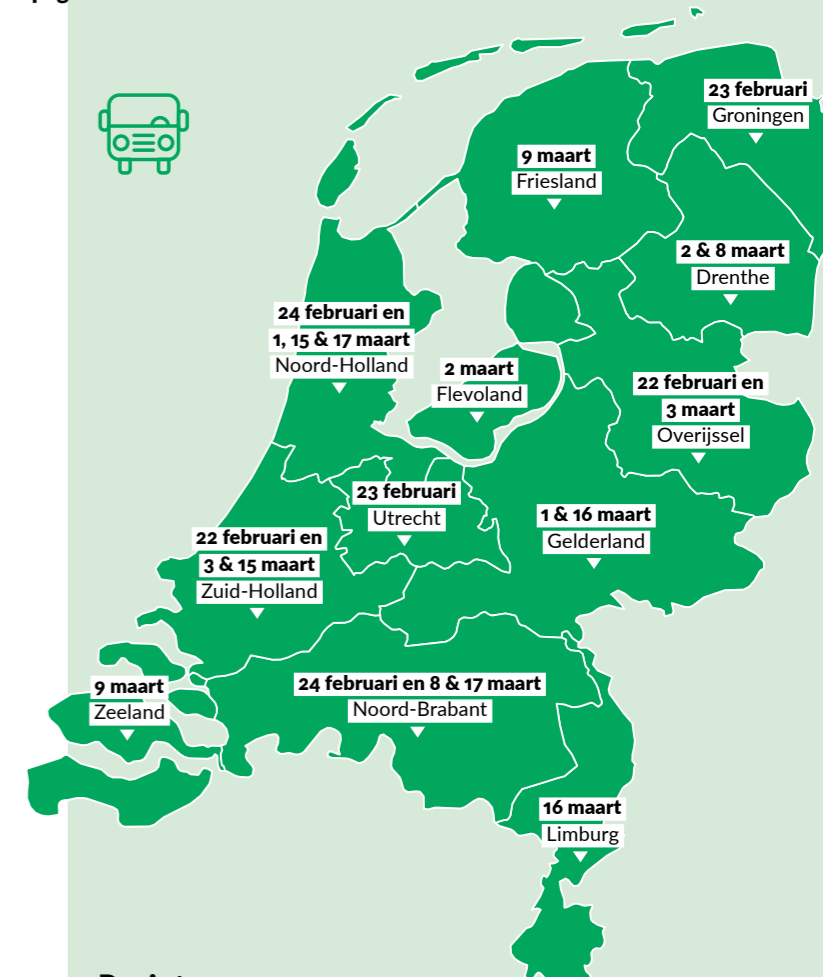 23 februari
Groningen
9 maart
Friesland
2 & 8 maart
Drenthe
24 februari en
1, 15 & 17 maart
Noord-Holland
2 maart
Flevoland
22 februari en
3 maart
Overijssel
23 februari
Utrecht
1 & 16 maart
Gelderland
22 februari en
3 & 15 maart
Zuid-Holland
24 februari en 8 & 17 maart
Noord-Brabant
9 maart
Zeeland
16 maart
Limburg